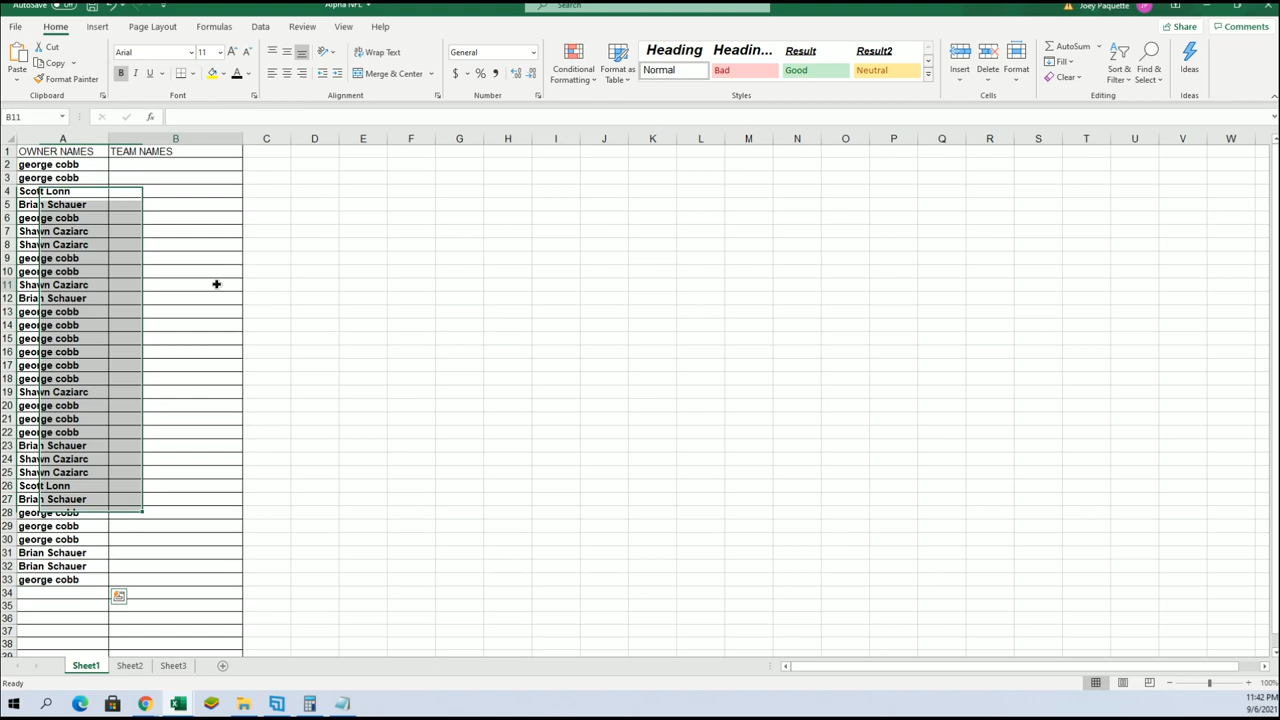 AutoSave Off Alpha NFL Search Joey Paquette JP
File Home Insert Page Layout Formulas Data Review View Help Share Comments
Paste Cut Copy Format Painter Clipboard
Arial 11 A A B I U A Font
Wrap Text Merge & Center Alignment
General $ % Number
Conditional Formatting Format as Table
Heading Headin... Result Result2
Normal Bad Good Neutral
Styles
Insert Delete Format Cells
AutoSum Fill Clear Sort & Filter Find & Select Editing
Ideas Ideas
B11 fx
A B C D E F G H I J K L M N O P Q R S T U V W
1 OWNER NAMES TEAM NAMES
2 george cobb
3 george cobb
4 Scott Lonn
5 Brian Schauer
6 george cobb
7 Shawn Caziarc
8 Shawn Caziarc
9 george cobb
10 george cobb
11 Shawn Caziarc
12 Brian Schauer
13 george cobb
14 george cobb
15 george cobb
16 george cobb
17 george cobb
18 george cobb
19 Shawn Caziarc
20 george cobb
21 george cobb
22 george cobb
23 Brian Schauer
24 Shawn Caziarc
25 Shawn Caziarc
26 Scott Lonn
27 Brian Schauer
28 george cobb
29 george cobb
30 george cobb
31 Brian Schauer
32 Brian Schauer
33 george cobb
34
35
36
37
38
39
Sheet1 Sheet2 Sheet3
Ready 100%
11:42 PM
9/6/2021